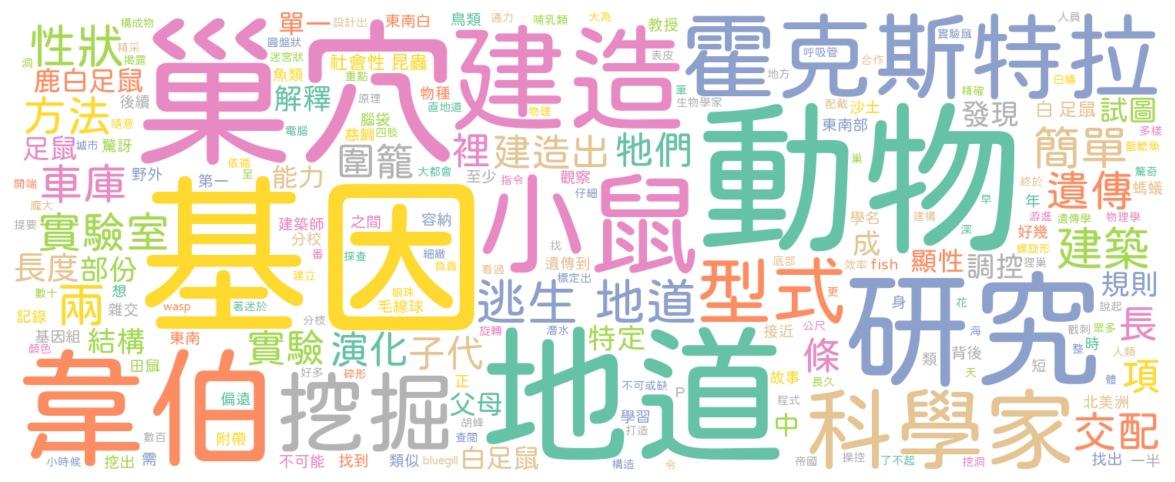 構成物 設計出
東南白
鳥類
通力
哺乳類
大為
人員
性狀
精采
洞 揭露
單一
圓盤狀
迷宮狀
教授
霍克斯特拉
呼吸管
實驗鼠
合作
巢穴
建造
社會性 昆蟲
表皮
鹿白足鼠
魚類
重點
物種
地方
白蟻
方法
後續
解釋
原理
直地道
筆
生物學家
精確
隨意
電腦
腦袋
慈鯛
四肢
物理
配戴
沙土
發現
白 足鼠
試圖
足鼠
城市
驚訝
圍籠
裡
建造出
牠們
東南部
動物
簡單
多樣
藍鰓魚
開端
車庫
野外
依循
呈
第一
能力
大都會
至少
指令
觀察
仔細
巢
終於
遺傳
驚奇
螞蟻
龐大
基因
小鼠
學名
建構
早
年
游進
遺傳學
物理學
提要
實驗室
建築師
分校
番
之間
探查
容納
細緻
負責
找
看過
遺傳到
標定出
底部
成
效率
fish
深
好幾
顯性
螺旋形
狸巢
建築
長度
部份
建立
型式
更
調控
兩
想
雜交
wasp
著迷於
眼珠
毛線球
逃生 地道
身
花
規則
說起
記錄
基因組
顏色
結構
東南
分枝
旋轉
潛水
特定
接近
公尺
研究
海
類
背後
戳刺
眾多
時
長
田鼠
實驗
演化
子代
地道
條
短
整
人類
項
韋伯
好多
碎形
正
不可或缺
P
故事
長久
天
體
偏遠
挖掘
父母
胡蜂
學習
打造
中
程式
科學家
北美洲
交配
附帶
數百
小時候
挖出
需
不可能
找到
查閱
類似
bluegill
白足鼠
構造
令
帝國
操控
了不起
挖洞
找出
一半
數十